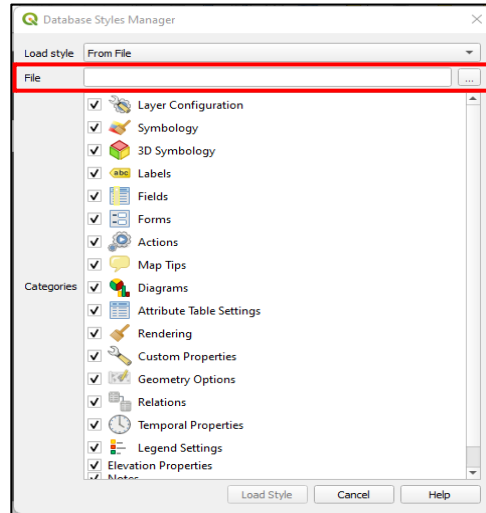 Database Styles Manager
Load style From File
File ...
Layer Configuration
Symbology
3D Symbology
abc Labels
Fields
Forms
Actions
Map Tips
Categories Diagrams
Attribute Table Settings
Rendering
Custom Properties
Geometry Options
Relations
Temporal Properties
Legend Settings
Elevation Properties
Notes
Load Style Cancel Help